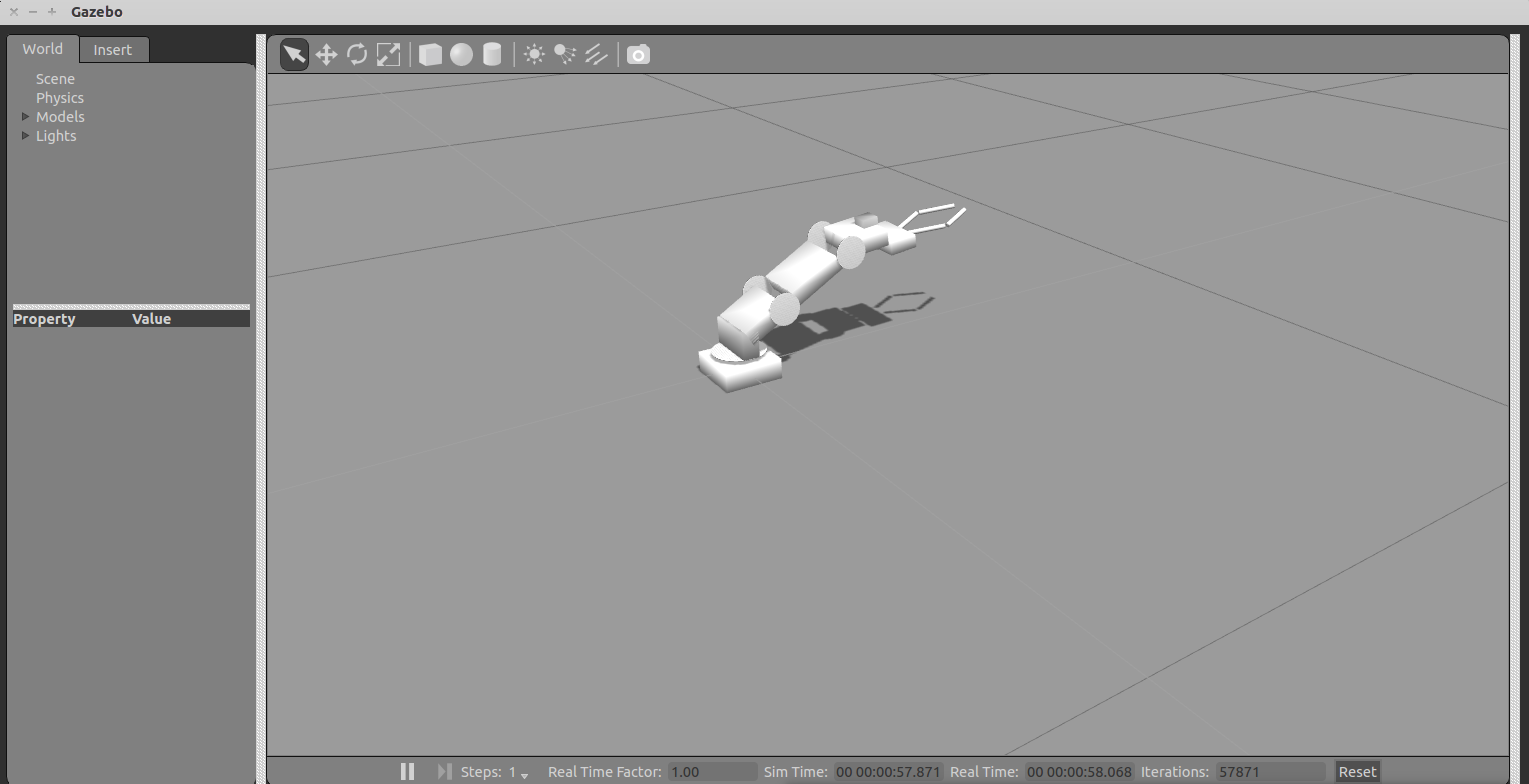 Gazebo
World Insert
Scene
Physics
Models
Lights
Property Value
Steps: 1 Real Time Factor: 1.00 Sim Time: 00 00:00:57.871 Real Time: 00 00:00:58.068 Iterations: 57871 Reset